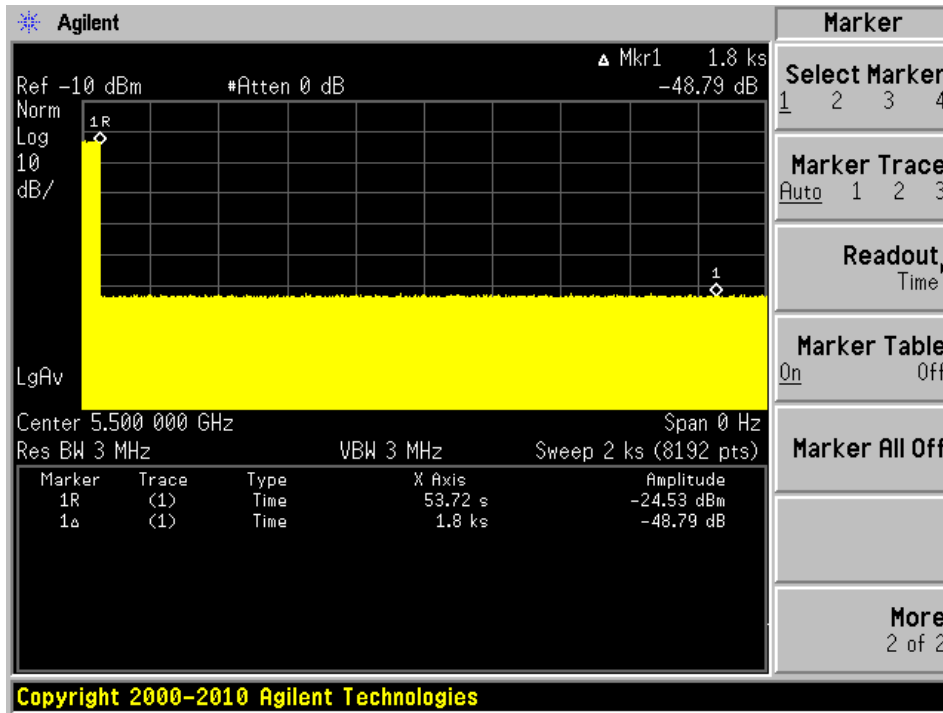 Agilent
Marker
Δ Mkr1 1.8 ks
Ref −10 dBm #Atten 0 dB −48.79 dB
Norm
Log
10
dB/
1R
1
LgAv
Center 5.500 000 GHz Span 0 Hz
Res BW 3 MHz VBW 3 MHz Sweep 2 ks (8192 pts)
Marker Trace Type X Axis Amplitude
1R (1) Time 53.72 s −24.53 dBm
1Δ (1) Time 1.8 ks −48.79 dB
Select Marker
1 2 3 4
Marker Trace
Auto 1 2 3
Readout
Time
Marker Table
On Off
Marker All Off
More
2 of 2
Copyright 2000–2010 Agilent Technologies